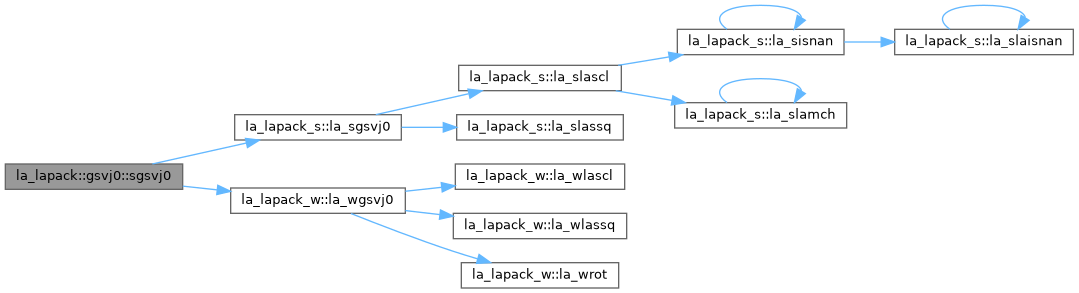 la_lapack_s::la_sisnan
la_lapack_s::la_slaisnan
la_lapack_s::la_slascl
la_lapack_s::la_slamch
la_lapack_s::la_sgsvj0
la_lapack_s::la_slassq
la_lapack::gsvj0::sgsvj0
la_lapack_w::la_wlascl
la_lapack_w::la_wgsvj0
la_lapack_w::la_wlassq
la_lapack_w::la_wrot